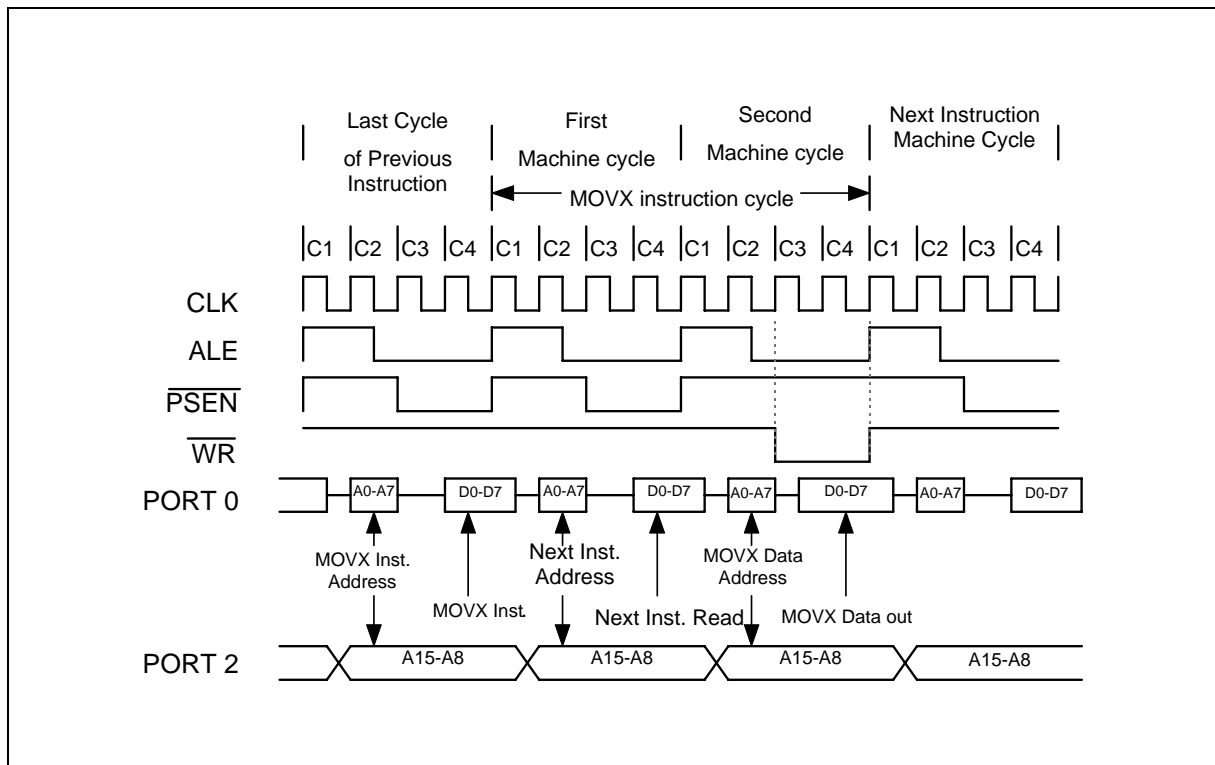 Last Cycle
of Previous
Instruction
First
Machine cycle
Second
Machine cycle
Next Instruction
Machine Cycle
MOVX instruction cycle
C1 C2 C3 C4 C1 C2 C3 C4 C1 C2 C3 C4 C1 C2 C3 C4
CLK
ALE
PSEN
WR
PORT 0
A0-A7 D0-D7 A0-A7 D0-D7 A0-A7 D0-D7 A0-A7 D0-D7
MOVX Inst.
Address
MOVX Inst.
Next Inst.
Address
Next Inst. Read
MOVX Data
Address
MOVX Data out
PORT 2
A15-A8 A15-A8 A15-A8 A15-A8